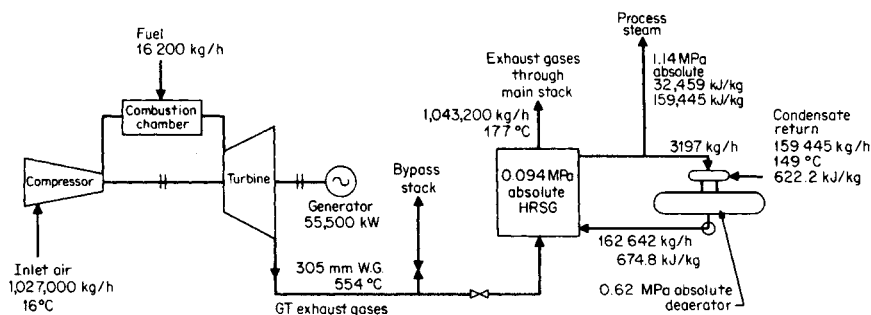 Fuel
16 200 kg/h
Combustion
chamber
Compressor
Turbine
Generator
55,500 kW
Inlet air
1,027,000 kg/h
16°C
305 mm W.G.
554 °C
GT exhaust gases
Bypass
stack
Exhaust gases
through
main stack
1,043,200 kg/h
177 °C
0.094 MPa
absolute
HRSG
Process
steam
1.14 MPa
absolute
32,459 kJ/kg
159,445 kJ/kg
3197 kg/h
Condensate
return
159 445 kg/h
149 °C
622.2 kJ/kg
162 642 kg/h
674.8 kJ/kg
0.62 MPa absolute
degerator